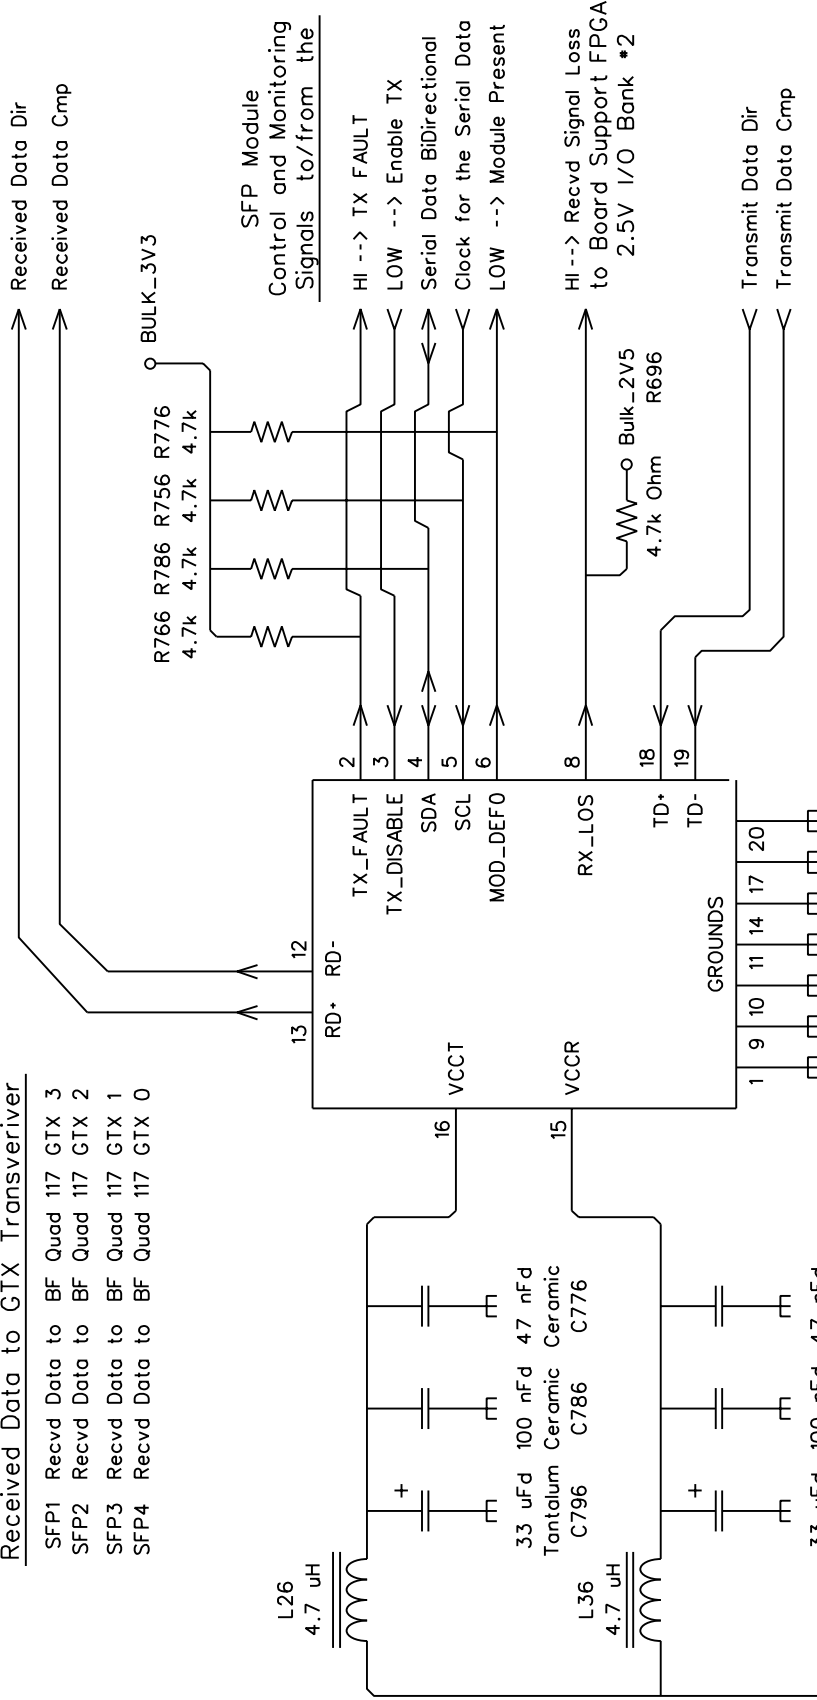 Received Data to GTX Transveriver
SFP1 Recvd Data to BF Quad 117 GTX 3
SFP2 Recvd Data to BF Quad 117 GTX 2
SFP3 Recvd Data to BF Quad 117 GTX 1
SFP4 Recvd Data to BF Quad 117 GTX 0
Received Data Dir
Received Data Cmp
BULK_3V3
R766 R786 R756 R776
4.7k 4.7k 4.7k 4.7k
SFP Module
Control and Monitoring
Signals to/from the
HI --> TX FAULT
LOW --> Enable TX
Serial Data BiDirectional
Clock for the Serial Data
LOW --> Module Present
HI --> Recvd Signal Loss
to Board Support FPGA
2.5V I/O Bank #2
Bulk_2V5
R696
4.7k Ohm
Transmit Data Dir
Transmit Data Cmp
13 12
RD+ RD-
2 TX_FAULT
3 TX_DISABLE
4 SDA
5 SCL
6 MOD_DEF0
8 RX_LOS
18 TD+
19 TD-
16 VCCT
15 VCCR
GROUNDS
1 9 10 11 14 17 20
L26
4.7 uH
33 uFd 100 nFd 47 nFd
Tantalum Ceramic Ceramic
C796 C786 C776
L36
4.7 uH
+
+